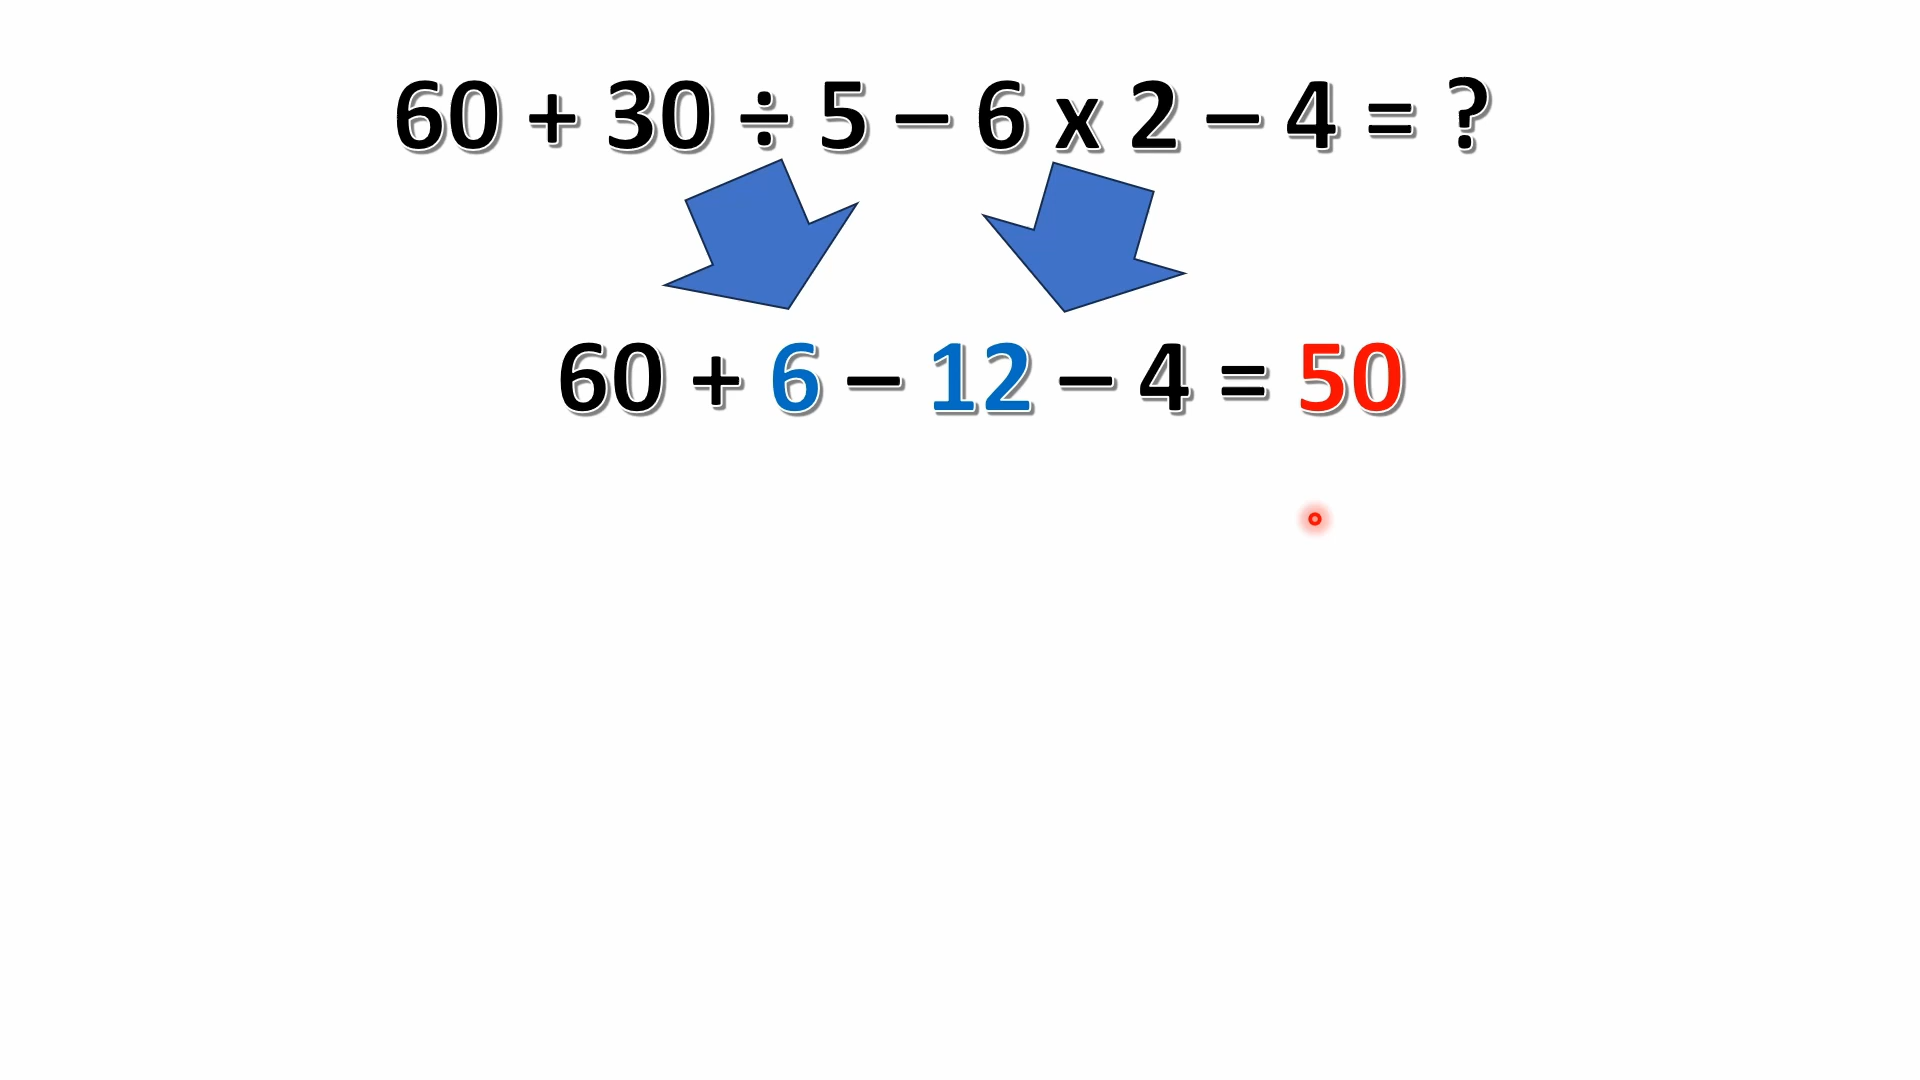 60 + 30 ÷ 5 – 6 x 2 – 4 = ?
60 + 6 – 12 – 4 = 50